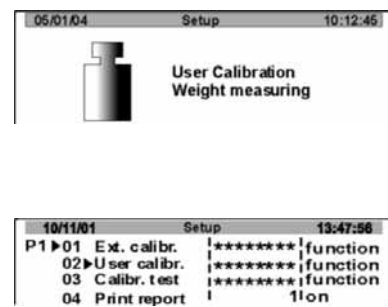 05/01/04 Setup 10:12:45
User Calibration
Weight measuring
10/11/01 Setup 13:47:56
P1 ▶01 Ext. calibr. ¦******** ¦function
02▶User calibr. ¦******** ¦function
03 Calibr. test ¦******** ¦function
04 Print report ¦ 1¦on